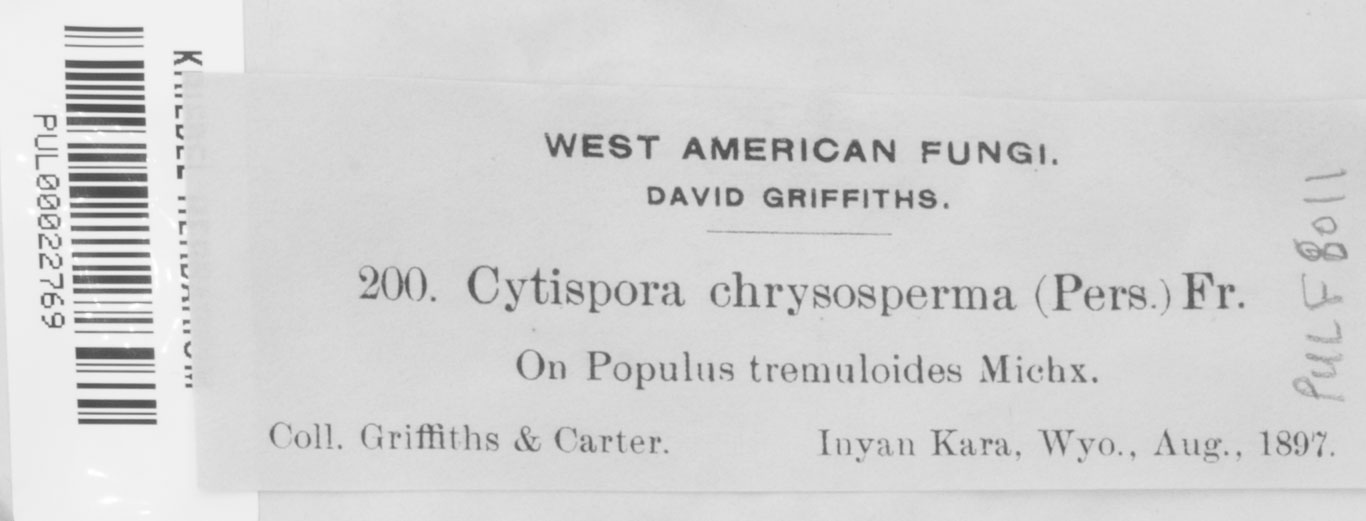 WEST AMERICAN FUNGI.
DAVID GRIFFITHS.
200. Cytispora chrysosperma (Pers.) Fr.
On Populus tremuloides Michx.
Coll. Griffiths & Carter. Inyan Kara, Wyo., Aug., 1897.
PUL F 8011
PUL00022769